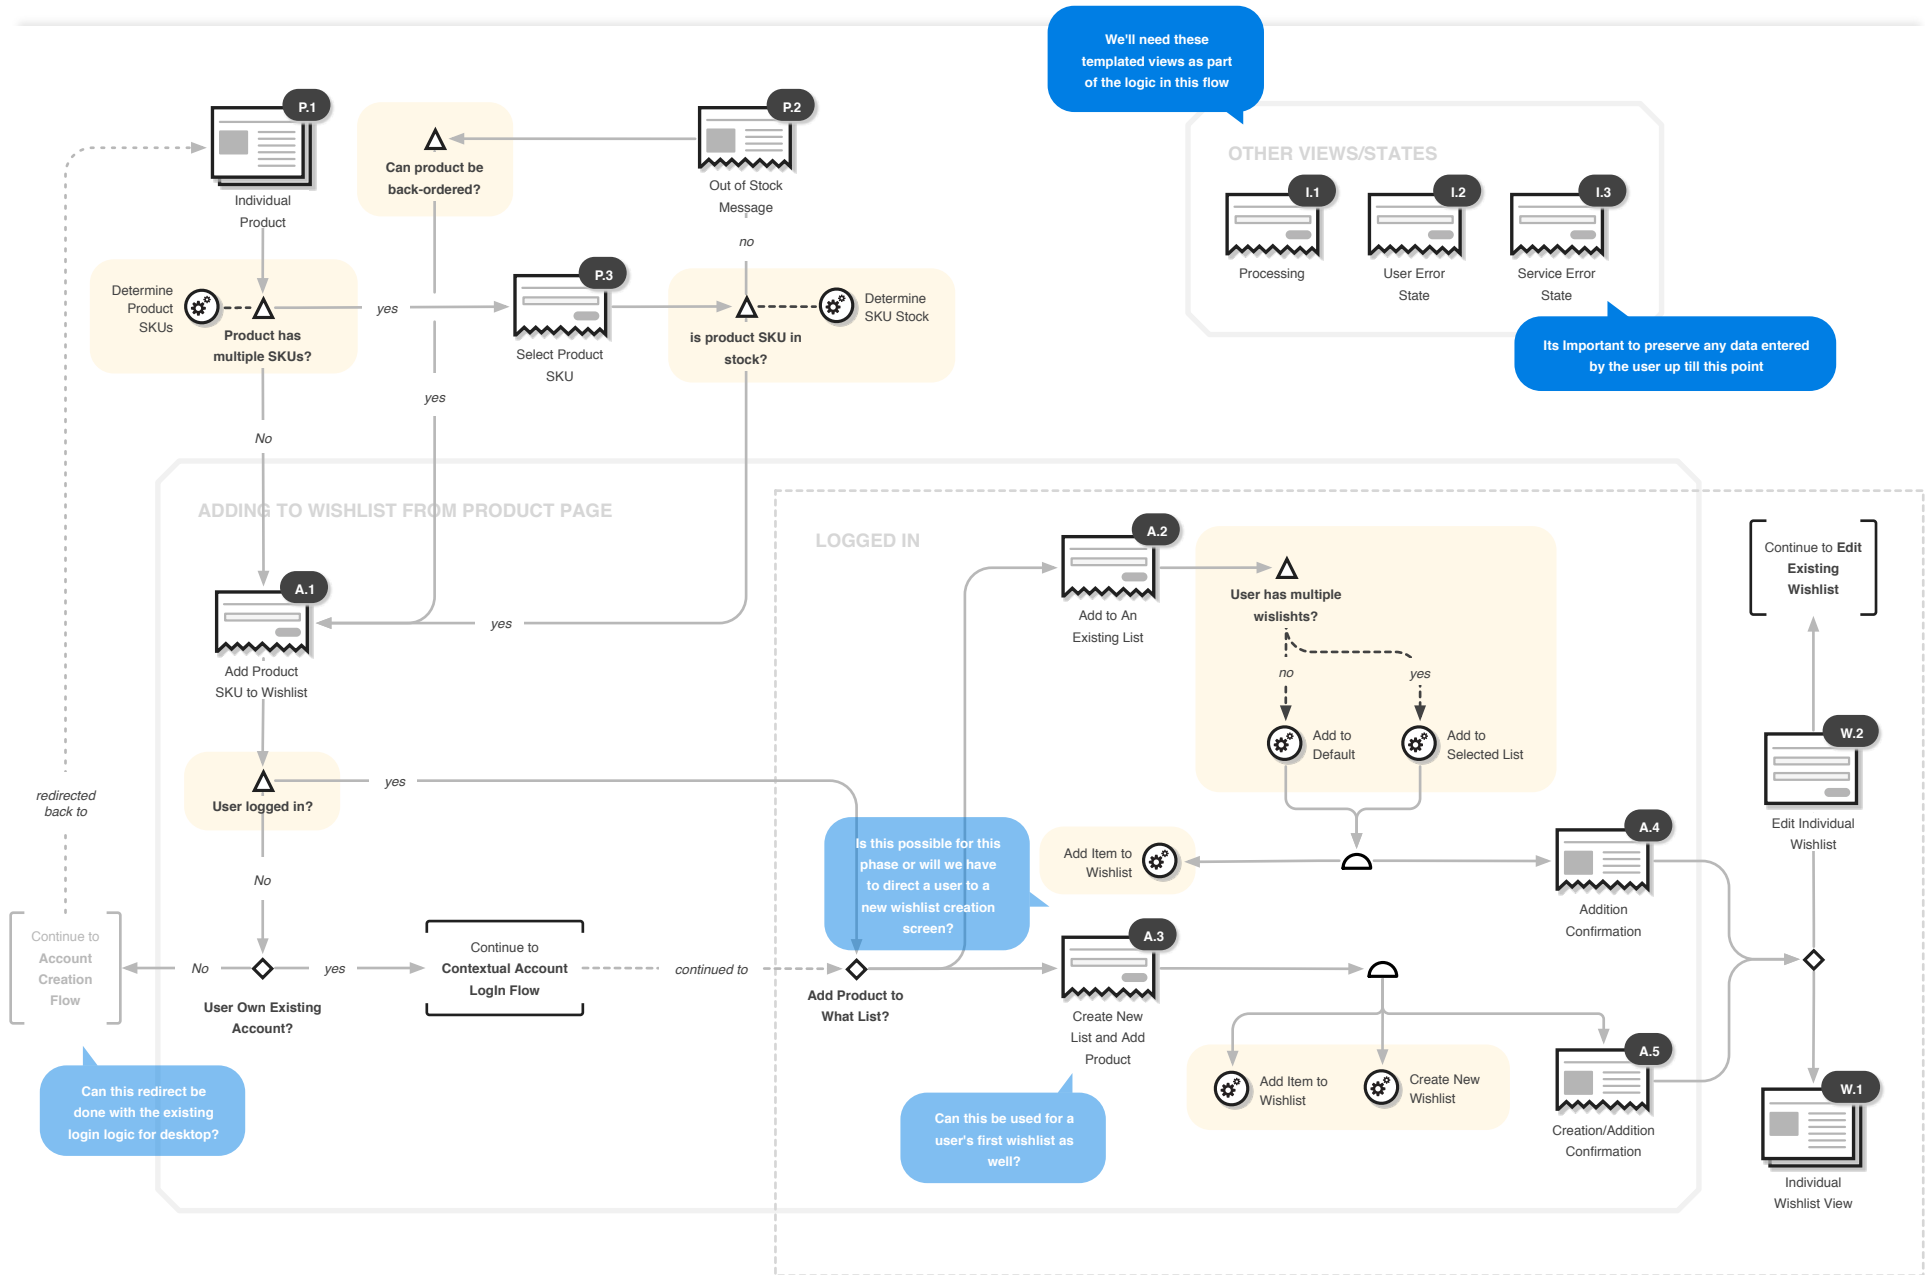 We'll need these
templated views as part
of the logic in this flow
P.1
Individual
Product
Can product be
back-ordered?
P.2
Out of Stock
Message
no
OTHER VIEWS/STATES
I.1
Processing
I.2
User Error
State
I.3
Service Error
State
Its Important to preserve any data entered
by the user up till this point
Determine
Product
SKUs
Product has
multiple SKUs?
yes
P.3
Select Product
SKU
is product SKU in
stock?
Determine
SKU Stock
yes
No
ADDING TO WISHLIST FROM PRODUCT PAGE
LOGGED IN
A.1
Add Product
SKU to Wishlist
yes
A.2
Add to An
Existing List
User has multiple
wislishts?
no
yes
Add to
Default
Add to
Selected List
Continue to Edit
Existing
Wishlist
W.2
Edit Individual
Wishlist
redirected
back to
User logged in?
yes
No
Is this possible for this
phase or will we have
to direct a user to a
new wishlist creation
screen?
Add Item to
Wishlist
A.4
Addition
Confirmation
Continue to
Account
Creation
Flow
No
yes
User Own Existing
Account?
Continue to
Contextual Account
LogIn Flow
continued to
Add Product to
What List?
A.3
Create New
List and Add
Product
Can this redirect be
done with the existing
login logic for desktop?
Can this be used for a
user's first wishlist as
well?
Add Item to
Wishlist
Create New
Wishlist
A.5
Creation/Addition
Confirmation
W.1
Individual
Wishlist View